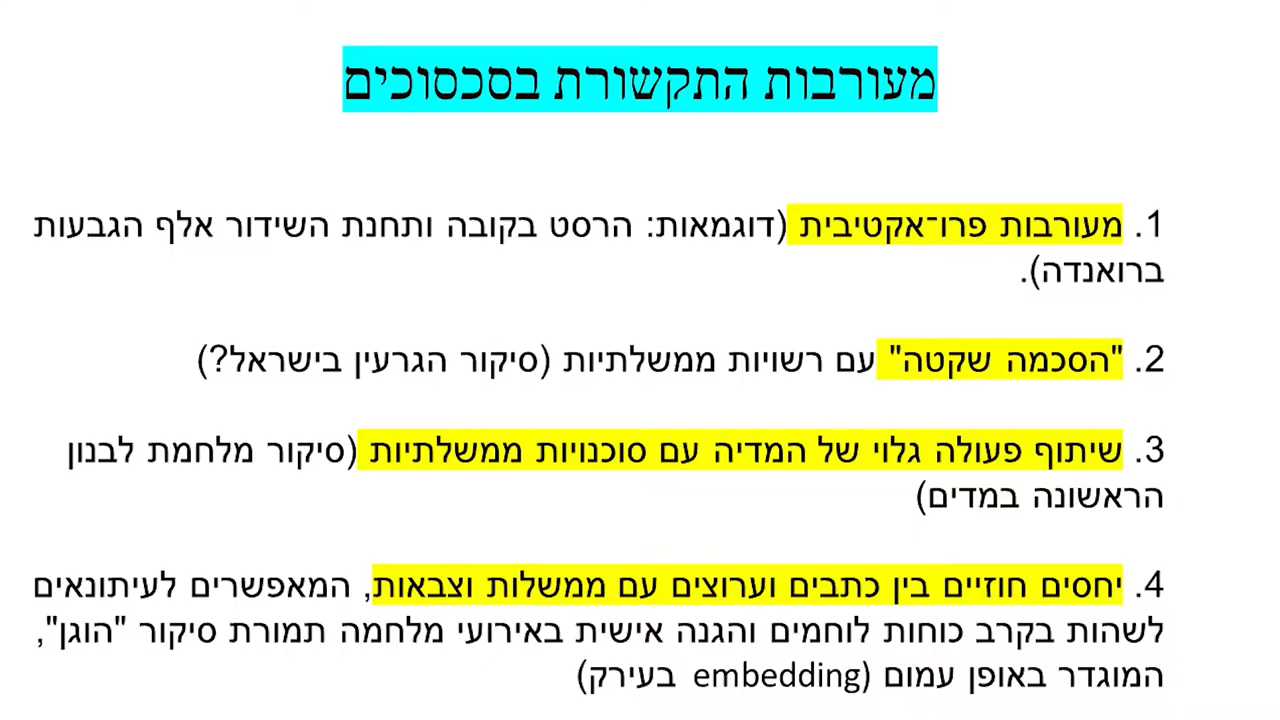 מעורבות התקשורת בסכסוכים
1. מעורבות פרו־אקטיבית (דוגמאות: הרסט בקובה ותחנת השידור אלף הגבעות
ברואנדה).
2. "הסכמה שקטה" עם רשויות ממשלתיות (סיקור הגרעין בישראל?)
3. שיתוף פעולה גלוי של המדיה עם סוכנויות ממשלתיות (סיקור מלחמת לבנון
הראשונה במדים)
4. יחסים חוזיים בין כתבים וערוצים עם ממשלות וצבאות, המאפשרים לעיתונאים
לשהות בקרב כוחות לוחמים והגנה אישית באירועי מלחמה תמורת סיקור "הוגן",
המוגדר באופן עמום (embedding בעירק)